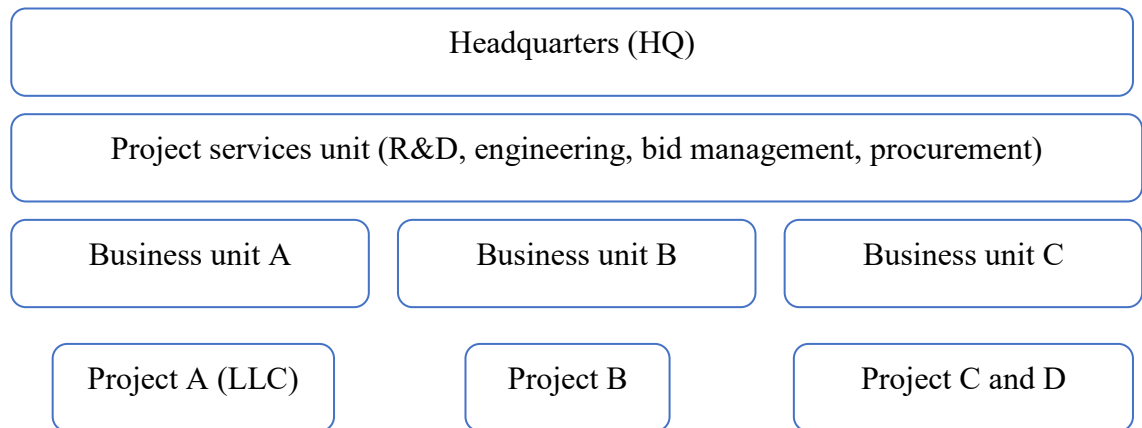 Headquarters (HQ)
Project services unit (R&D, engineering, bid management, procurement)
Business unit A
Business unit B
Business unit C
Project A (LLC)
Project B
Project C and D